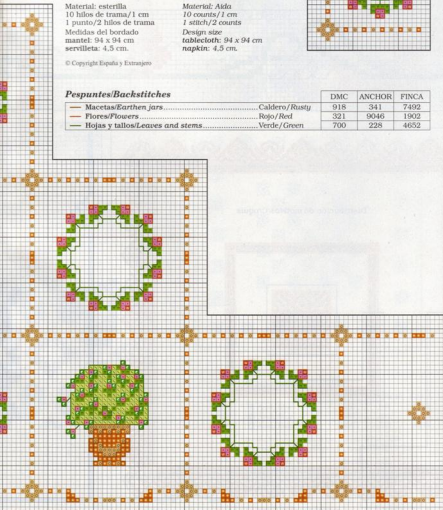 Material: esterilla
10 hilos de trama/1 cm
1 punto/2 hilos de trama
Medidas del bordado
mantel: 94 x 94 cm
servilleta: 4,5 cm.
© Copyright España y Extranjero
Material: Aida
10 counts/1 cm
1 stitch/2 counts
Design size
tablecloth: 94 x 94 cm
napkin: 4,5 cm.
Pespuntes/Backstitches DMC ANCHOR FINCA
Macetas/Earthen jars Caldero/Rusty 918 341 7492
Flores/Flowers Rojo/Red 321 9046 1902
Hojas y tallos/Leaves and stems Verde/Green 700 228 4652